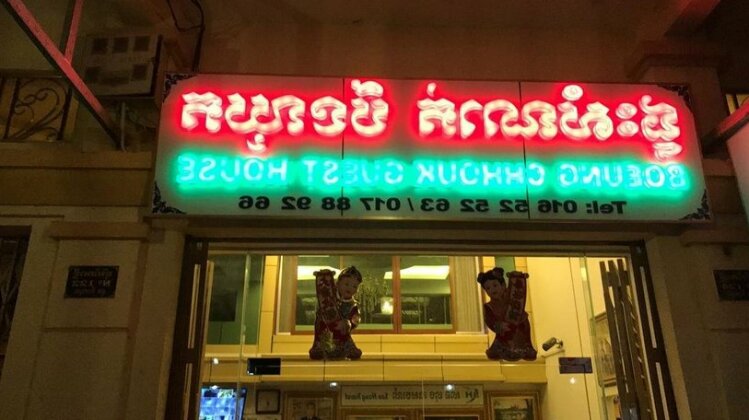 ផ្ទះសំណាក់ បឹងឈូក
BOEUNG CHHOUK GUEST HOUSE
Tel: 016 52 52 63 / 017 88 92 66